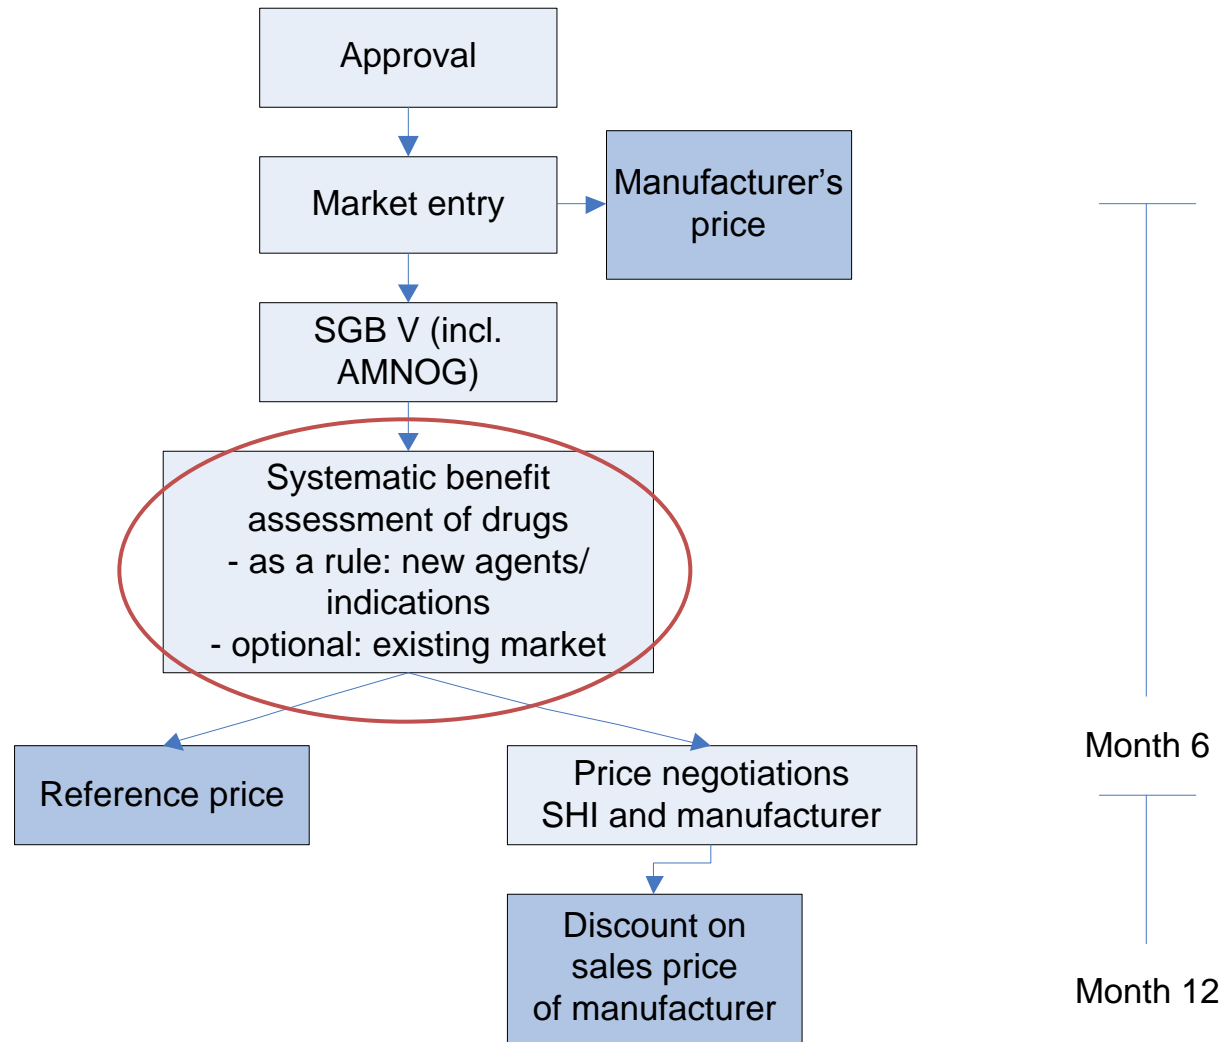 Approval
Market entry
Manufacturer’s
price
SGB V (incl.
AMNOG)
Systematic benefit
assessment of drugs
- as a rule: new agents/
indications
- optional: existing market
Reference price
Price negotiations
SHI and manufacturer
Month 6
Discount on
sales price
of manufacturer
Month 12